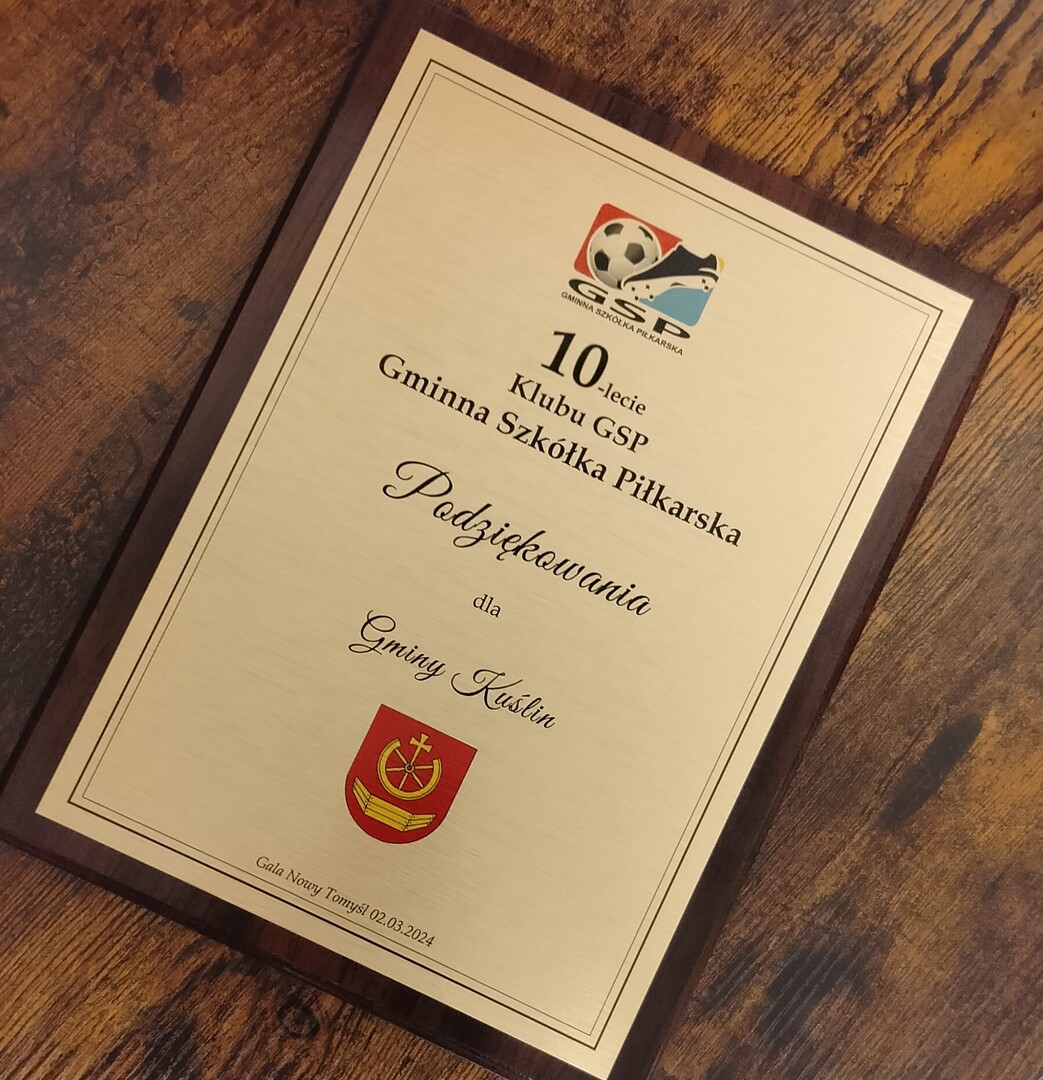 GSP
GMINNA SZKÓŁKA PIŁKARSKA
10-lecie
Klubu GSP
Gminna Szkółka Piłkarska
Podziękowania
dla
Gminy Kuślin
Gala Nowy Tomyśl 02.03.2024